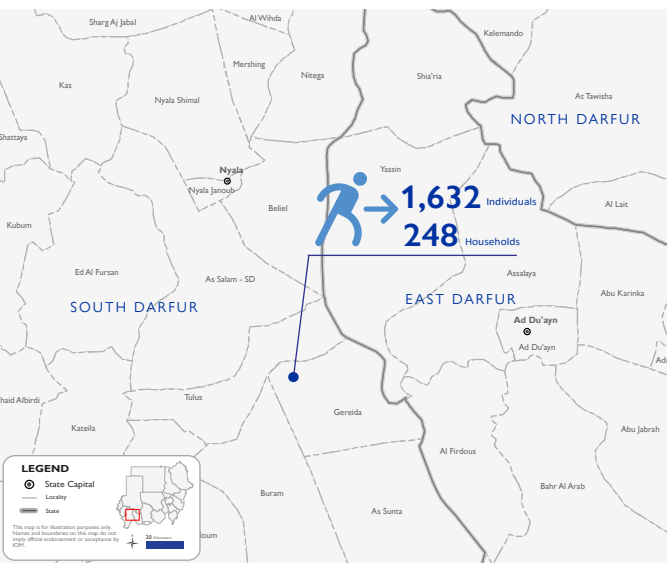 Al Wihda
Sharg Aj Jabal
Kelemando
Mershing
Nitega
Shia'ria
Kas
Nyala Shimal
At Tawisha
NORTH DARFUR
Shattaya
Yassin
Nyala
Nyala Janoub
1,632 Individuals
Beliel
Al Lait
Kubum
248 Households
Ed Al Fursan
As Salam - SD
Assalaya
Abu Karinka
EAST DARFUR
SOUTH DARFUR
Ad Du'ayn
Ad Du'ayn
Adi
Tulus
haid Albirdi
Gereida
Kateila
Abu Jabrah
Al Firdous
Buram
Bahr Al Arab
As Sunta
loum
LEGEND
State Capital
Locality
State
This map is for illustration purposes only.
Names and boundaries on this map do not
imply official endorsement or acceptance by
IOM.
20 Kilometers